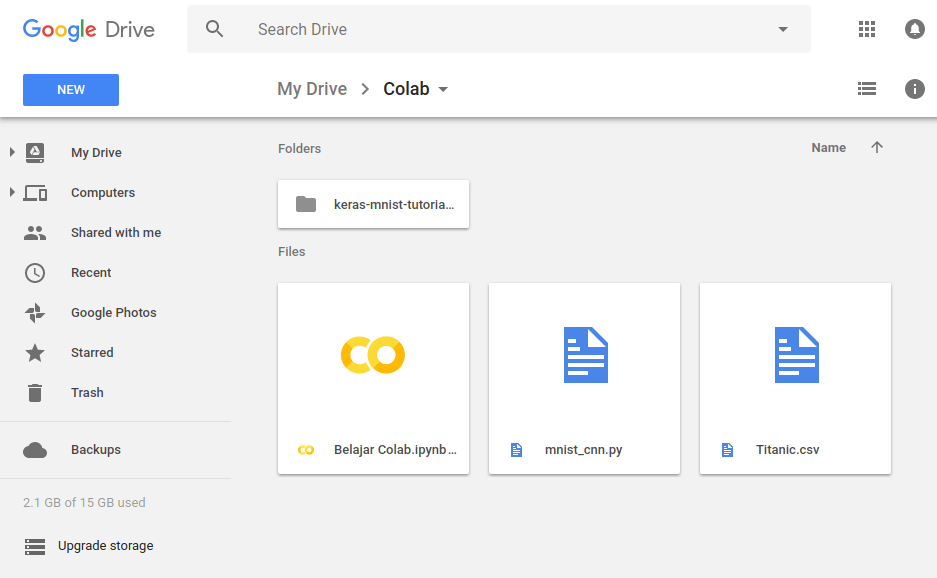 Google Drive
Search Drive
NEW
My Drive > Colab
My Drive
Computers
Shared with me
Recent
Google Photos
Starred
Trash
Backups
2.1 GB of 15 GB used
Upgrade storage
Folders
Name
keras-mnist-tutoria...
Files
Belajar Colab.ipynb...
mnist_cnn.py
Titanic.csv